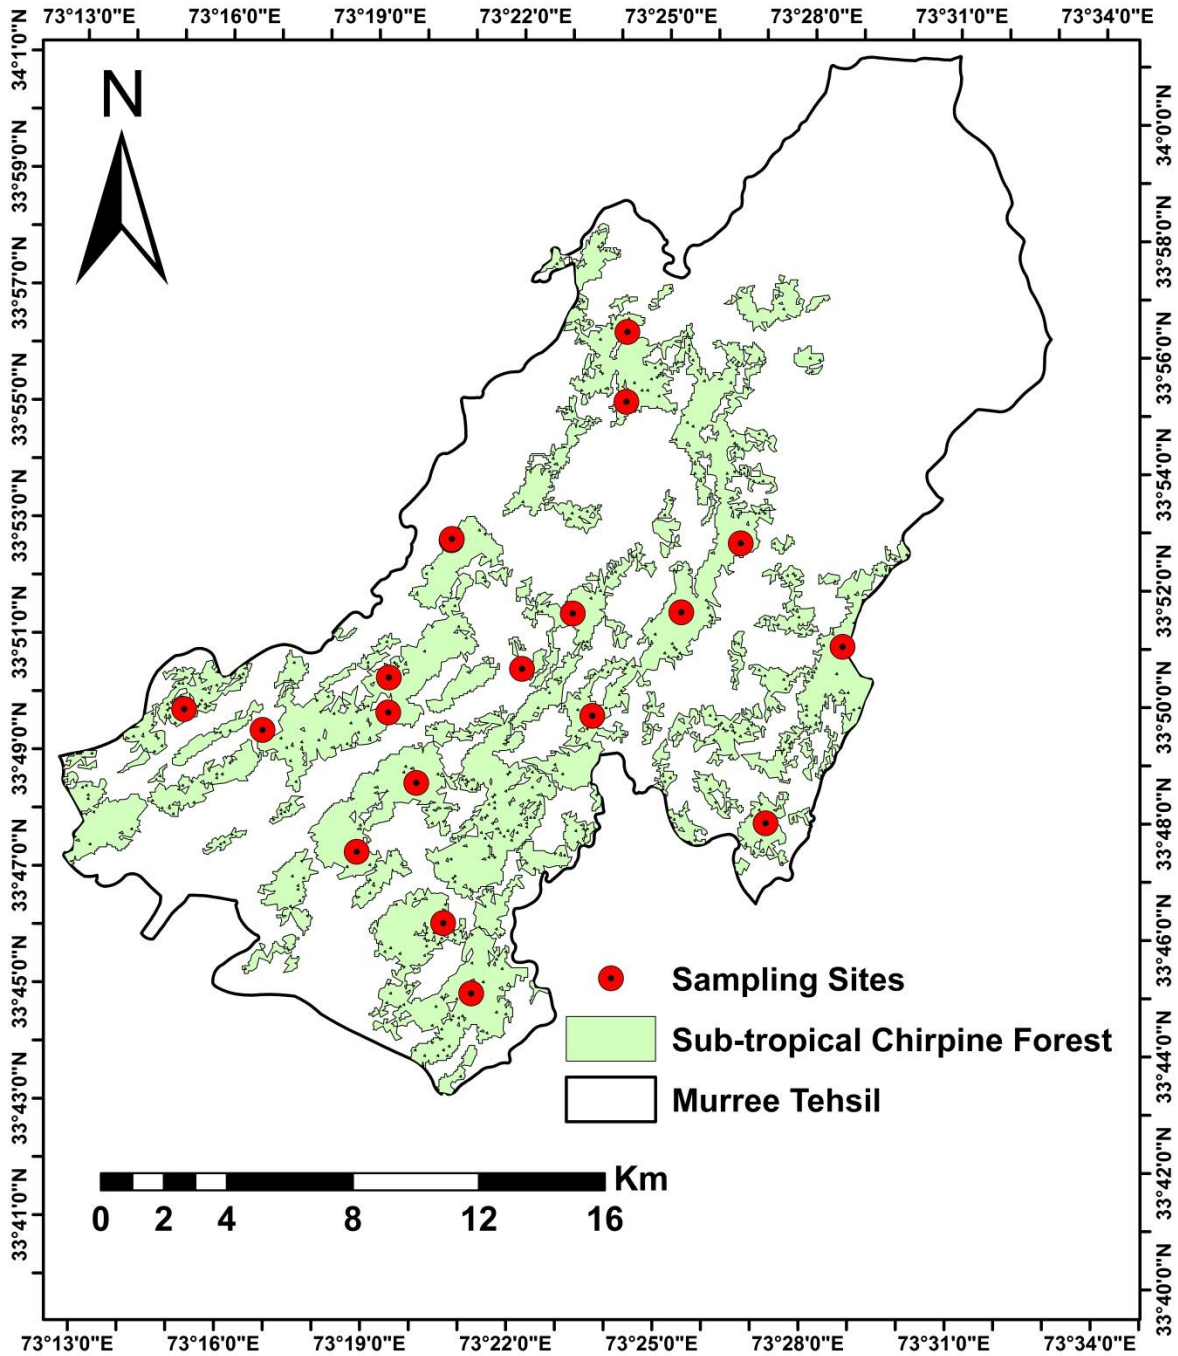 73°13'0"E 73°16'0"E 73°19'0"E 73°22'0"E 73°25'0"E 73°28'0"E 73°31'0"E 73°34'0"E
34°1'0"N
33°59'0"N
33°57'0"N
33°55'0"N
33°53'0"N
33°51'0"N
33°49'0"N
33°47'0"N
33°45'0"N
33°43'0"N
33°41'0"N
N
34°0'0"N
33°58'0"N
33°56'0"N
33°54'0"N
33°52'0"N
33°50'0"N
33°48'0"N
33°46'0"N
33°44'0"N
33°42'0"N
33°40'0"N
Sampling Sites
Sub-tropical Chirpine Forest
Murree Tehsil
Km
0 2 4 8 12 16
73°13'0"E 73°16'0"E 73°19'0"E 73°22'0"E 73°25'0"E 73°28'0"E 73°31'0"E 73°34'0"E